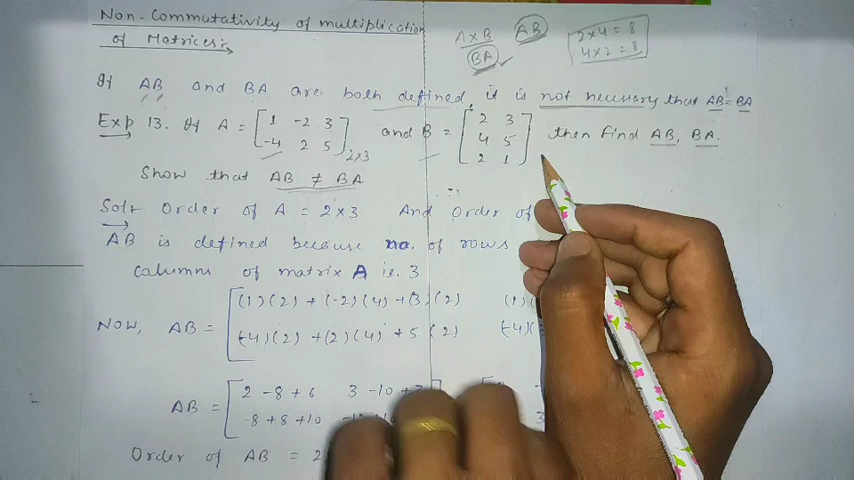 Non-Commutativity of multiplication
of Matrices:
A×B AB
BA
2×4 = 8
4×2 = 8
If AB and BA are both defined, it is not necessary that AB = BA
Exp 13. If A = [1 -2 3
-4 2 5]2×3 and B = [2 3
4 5
2 1] then find AB, BA.
Show that AB ≠ BA
Sol: Order of A = 2×3 And Order of
AB is defined because no. of rows
columns of matrix A ie. 3
NOW, AB = [(1)(2) + (-2)(4) + (3)(2) (1)
(-4)(2) + (2)(4) + 5(2) (-4)
AB = [2 - 8 + 6 3 - 10 +
-8 + 8 + 10
Order of AB = 2